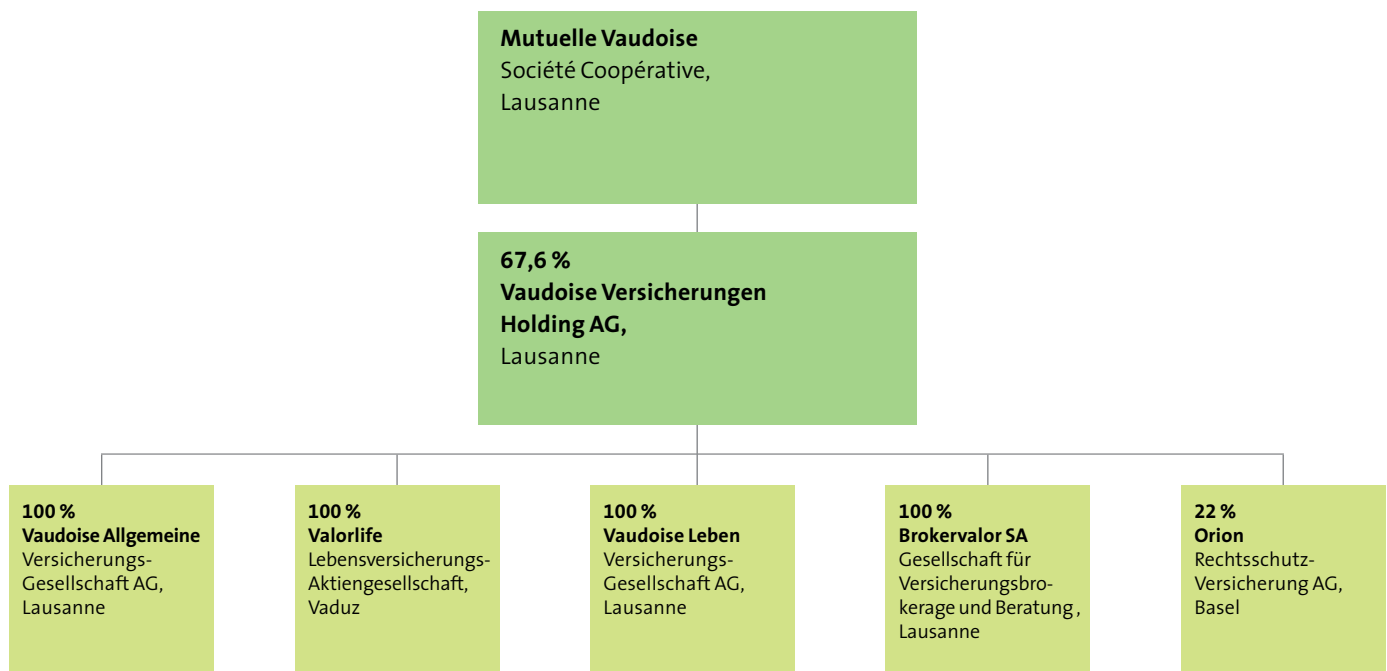 Mutuelle Vaudoise
Société Coopérative,
Lausanne
67,6 %
Vaudoise Versicherungen
Holding AG,
Lausanne
100 %
Vaudoise Allgemeine
Versicherungs-
Gesellschaft AG,
Lausanne
100 %
Valorlife
Lebensversicherungs-
Aktiengesellschaft,
Vaduz
100 %
Vaudoise Leben
Versicherungs-
Gesellschaft AG,
Lausanne
100 %
Brokervalor SA
Gesellschaft für
Versicherungsbro-
kerage und Beratung ,
Lausanne
22 %
Orion
Rechtsschutz-
Versicherung AG,
Basel